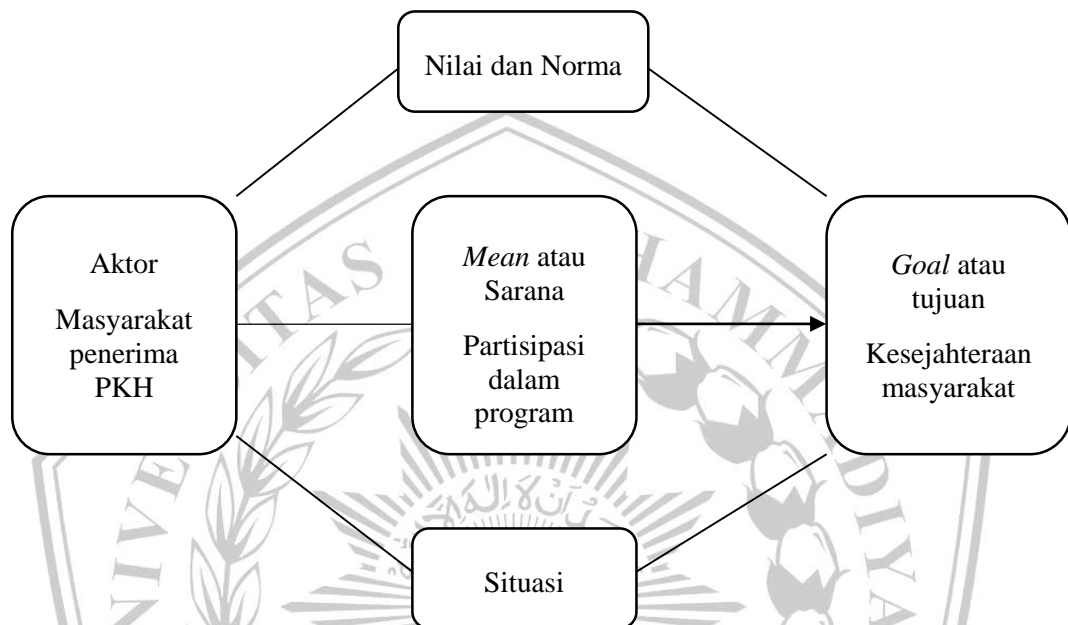 Nilai dan Norma
Aktor
Masyarakat
penerima
PKH
Mean atau
Sarana
Partisipasi
dalam
program
Goal atau
tujuan
Kesejahteraan
masyarakat
Situasi